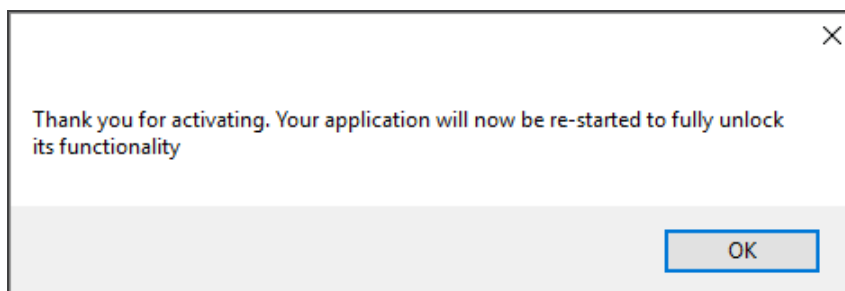 Thank you for activating. Your application will now be re-started to fully unlock
its functionality
OK